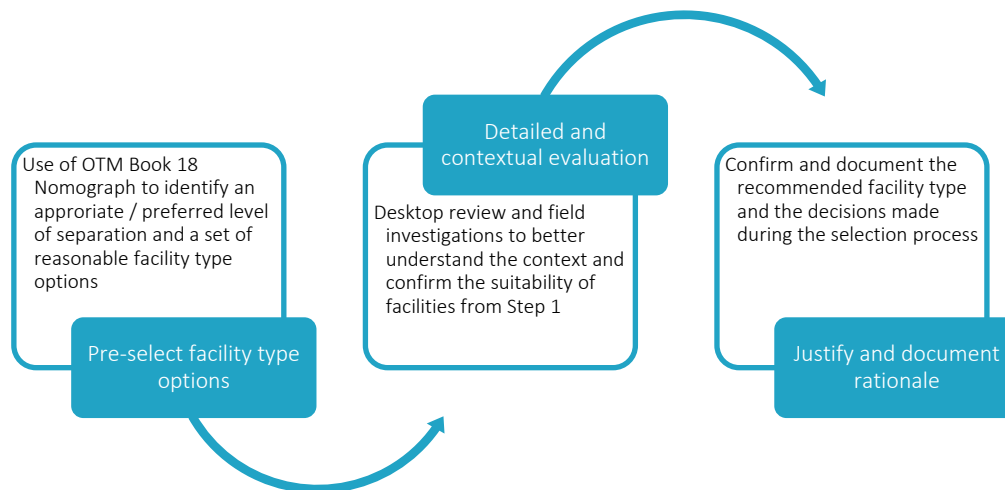 Use of OTM Book 18
Nomograph to identify an
approriate / preferred level
of separation and a set of
reasonable facility type
options
Pre-select facility type
options
Detailed and
contextual evaluation
Desktop review and field
investigations to better
understand the context and
confirm the suitability of
facilities from Step 1
Confirm and document the
recommended facility type
and the decisions made
during the selection process
Justify and document
rationale